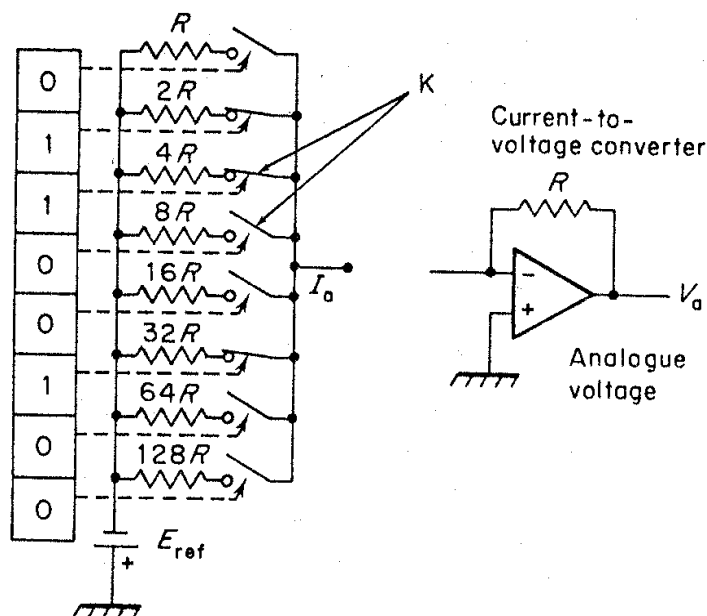 R
0
2R
K
1
Current-to-
voltage converter
4R
1
R
8R
0
16R
Ia
-
Va
0
+
32R
Analogue
voltage
1
64R
0
128R
0
Eref
+